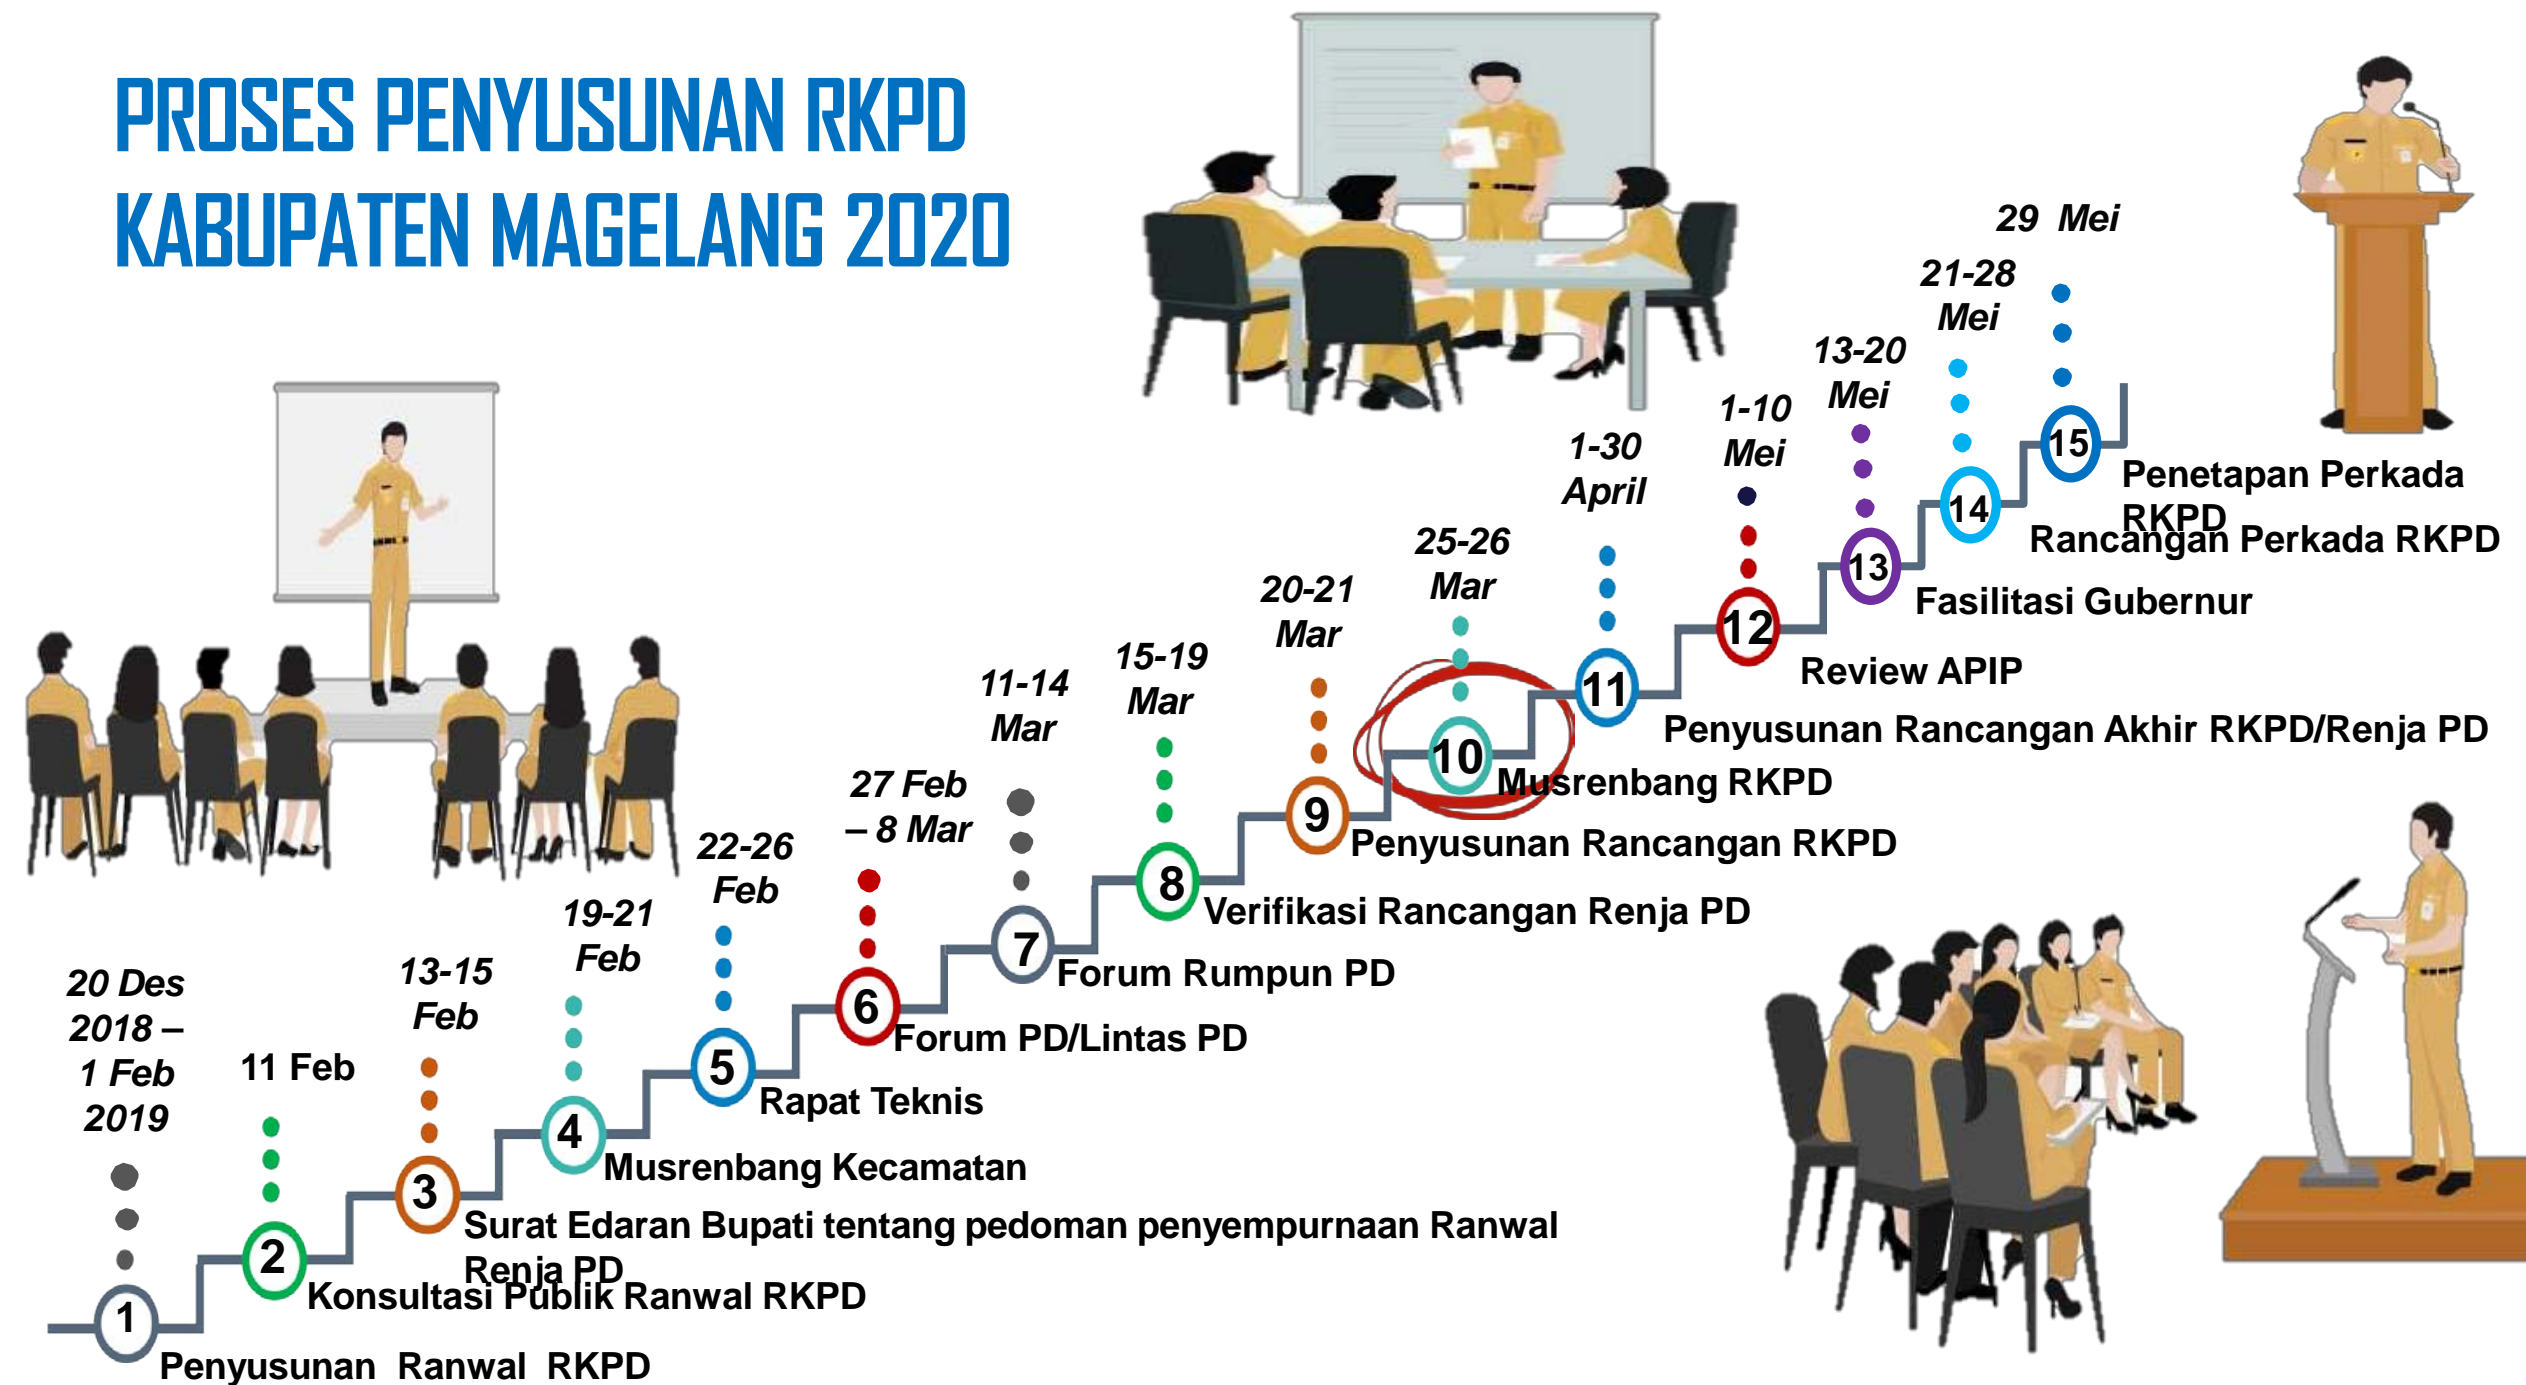 PROSES PENYUSUNAN RKPD
KABUPATEN MAGELANG 2020
20 Des
2018 –
1 Feb
2019
1
Penyusunan Ranwal RKPD
11 Feb
2
Konsultasi Publik Ranwal RKPD
13-15
Feb
3
Surat Edaran Bupati tentang pedoman penyempurnaan Ranwal
Renja PD
19-21
Feb
4
Musrenbang Kecamatan
22-26
Feb
5
Rapat Teknis
27 Feb
– 8 Mar
6
Forum PD/Lintas PD
11-14
Mar
7
Forum Rumpun PD
15-19
Mar
8
Verifikasi Rancangan Renja PD
20-21
Mar
9
Penyusunan Rancangan RKPD
25-26
Mar
10
Musrenbang RKPD
1-30
April
11
Penyusunan Rancangan Akhir RKPD/Renja PD
1-10
Mei
12
Review APIP
13-20
Mei
13
Fasilitasi Gubernur
21-28
Mei
14
Rancangan Perkada RKPD
29 Mei
15
Penetapan Perkada
RKPD